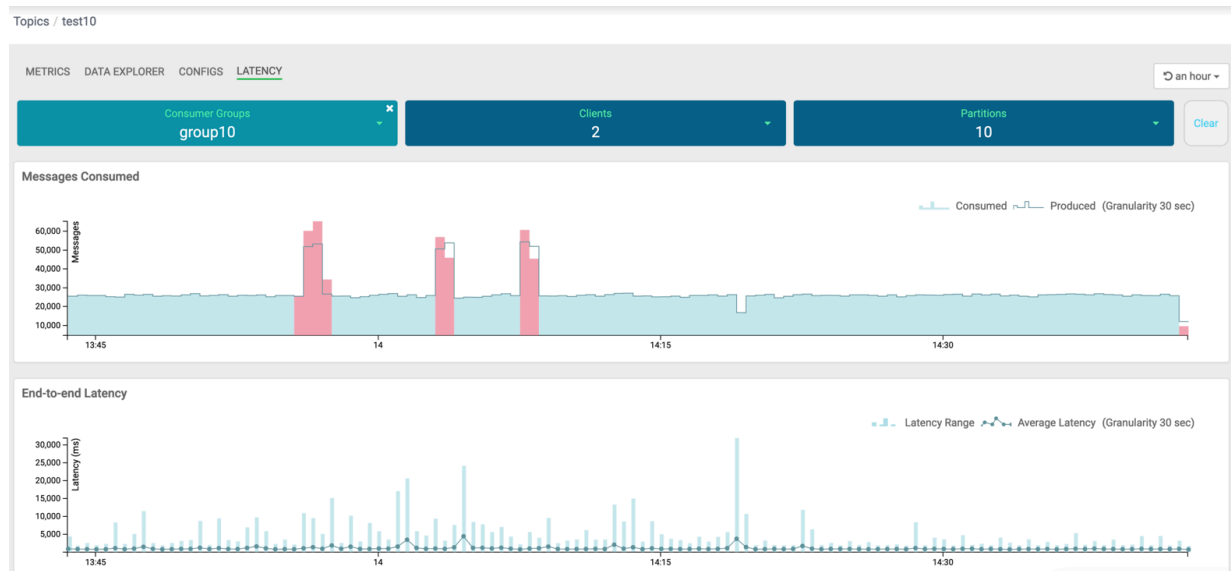 Topics / test10
METRICS DATA EXPLORER CONFIGS LATENCY
an hour
Consumer Groups
group10
Clients
2
Partitions
10
Clear
Messages Consumed
Consumed Produced (Granularity 30 sec)
Messages
60,000
50,000
40,000
30,000
20,000
10,000
13:45 14 14:15 14:30
End-to-end Latency
Latency Range Average Latency (Granularity 30 sec)
Latency (ms)
30,000
25,000
20,000
15,000
10,000
5,000
13:45 14 14:15 14:30